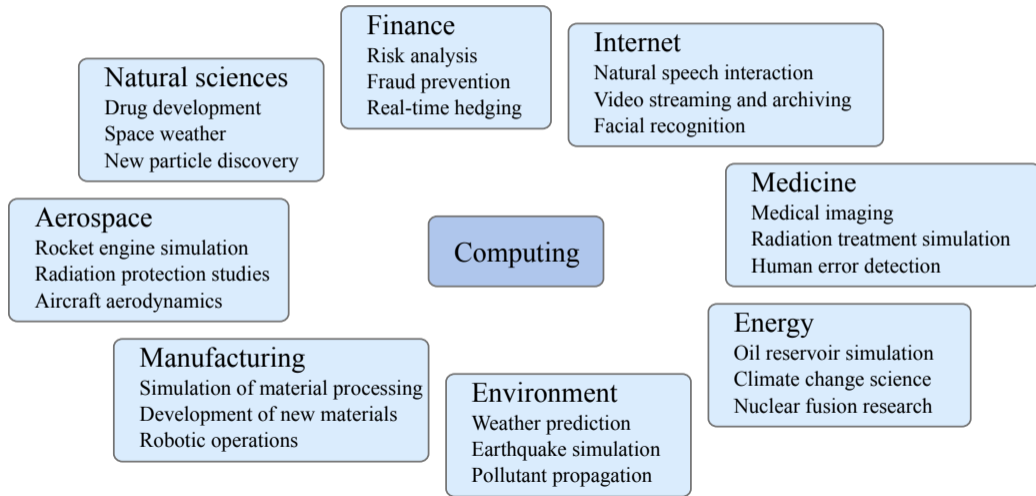 Finance
Risk analysis
Fraud prevention
Real-time hedging
Internet
Natural speech interaction
Video streaming and archiving
Facial recognition
Natural sciences
Drug development
Space weather
New particle discovery
Medicine
Medical imaging
Radiation treatment simulation
Human error detection
Aerospace
Rocket engine simulation
Radiation protection studies
Aircraft aerodynamics
Computing
Energy
Oil reservoir simulation
Climate change science
Nuclear fusion research
Manufacturing
Simulation of material processing
Development of new materials
Robotic operations
Environment
Weather prediction
Earthquake simulation
Pollutant propagation